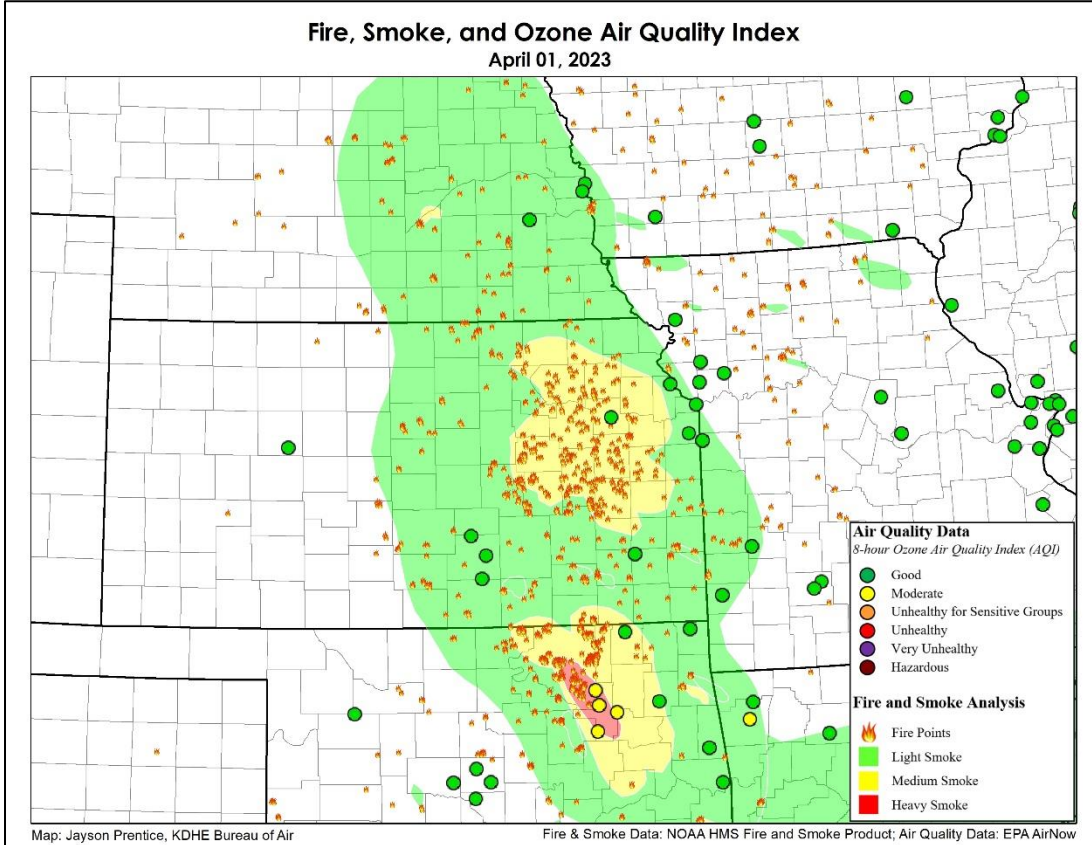 Fire, Smoke, and Ozone Air Quality Index
April 01, 2023
Air Quality Data
8-hour Ozone Air Quality Index (AQI)
Good
Moderate
Unhealthy for Sensitive Groups
Unhealthy
Very Unhealthy
Hazardous
Fire and Smoke Analysis
Fire Points
Light Smoke
Medium Smoke
Heavy Smoke
Map: Jayson Prentice, KDHE Bureau of Air
Fire & Smoke Data: NOAA HMS Fire and Smoke Product; Air Quality Data: EPA AirNow